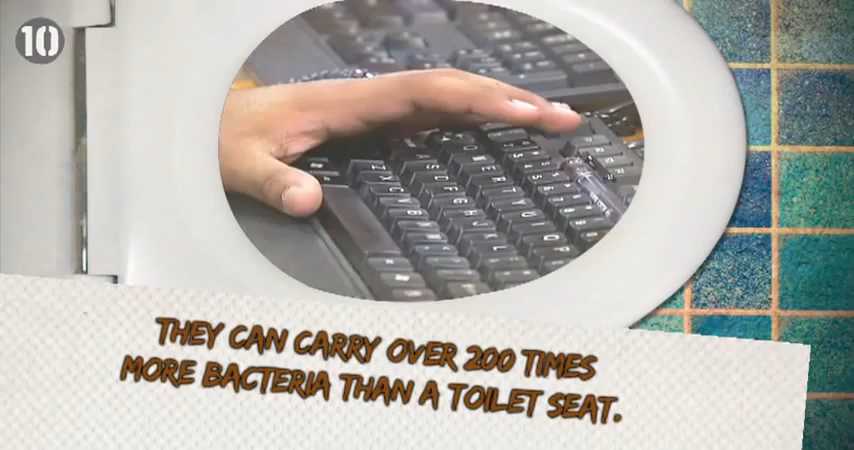 10
THEY CAN CARRY OVER 200 TIMES
MORE BACTERIA THAN A TOILET SEAT.